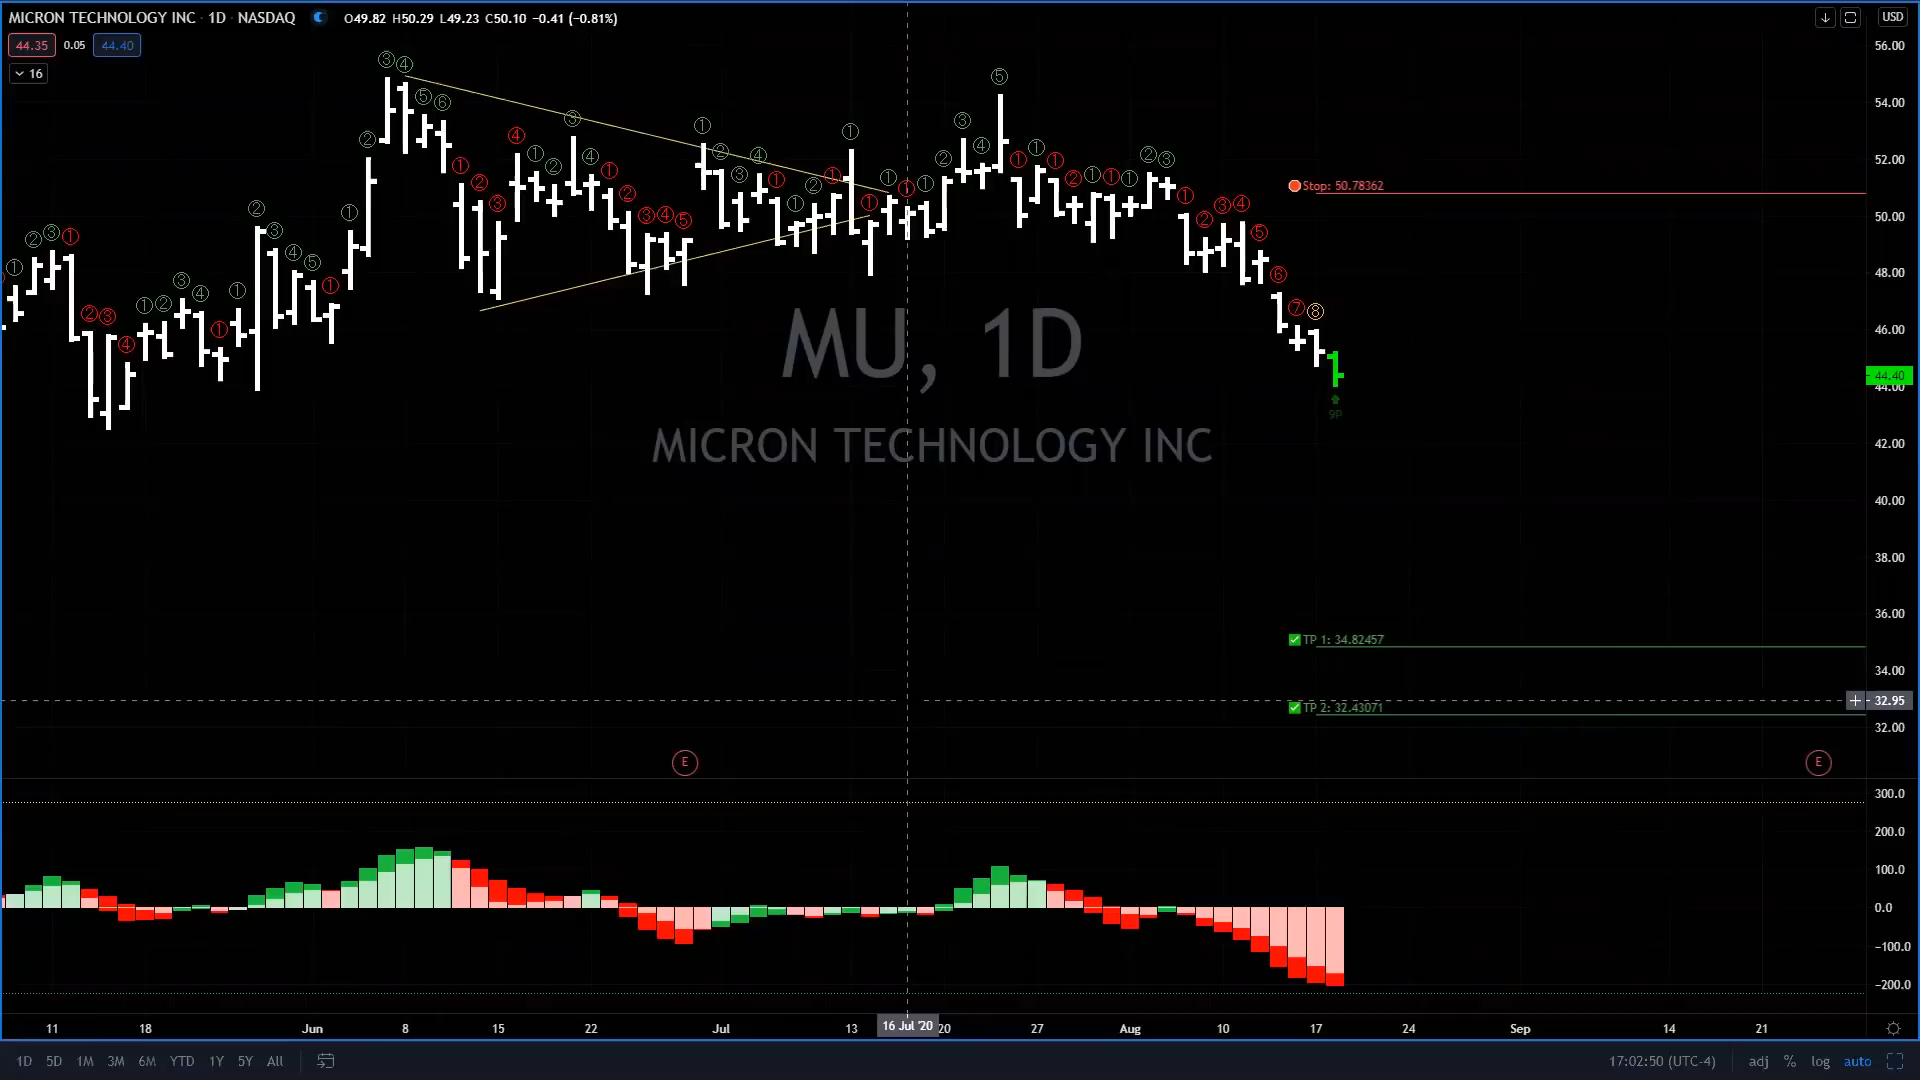 MICRON TECHNOLOGY INC · 1D · NASDAQ O49.82 H50.29 L49.23 C50.10 −0.41 (−0.81%) USD
44.35 0.05 44.40
16
56.00
54.00
52.00
50.00
48.00
46.00
44.40
44.00
42.00
40.00
38.00
36.00
34.00
32.95
32.00
Stop: 50.78362
9P
MU, 1D
MICRON TECHNOLOGY INC
TP 1: 34.82457
TP 2: 32.43071
E E
300.0
200.0
100.0
0.0
−100.0
−200.0
11 18 Jun 8 15 22 Jul 13 16 Jul '20 20 27 Aug 10 17 24 Sep 14 21
1D 5D 1M 3M 6M YTD 1Y 5Y All 17:02:50 (UTC-4) adj % log auto